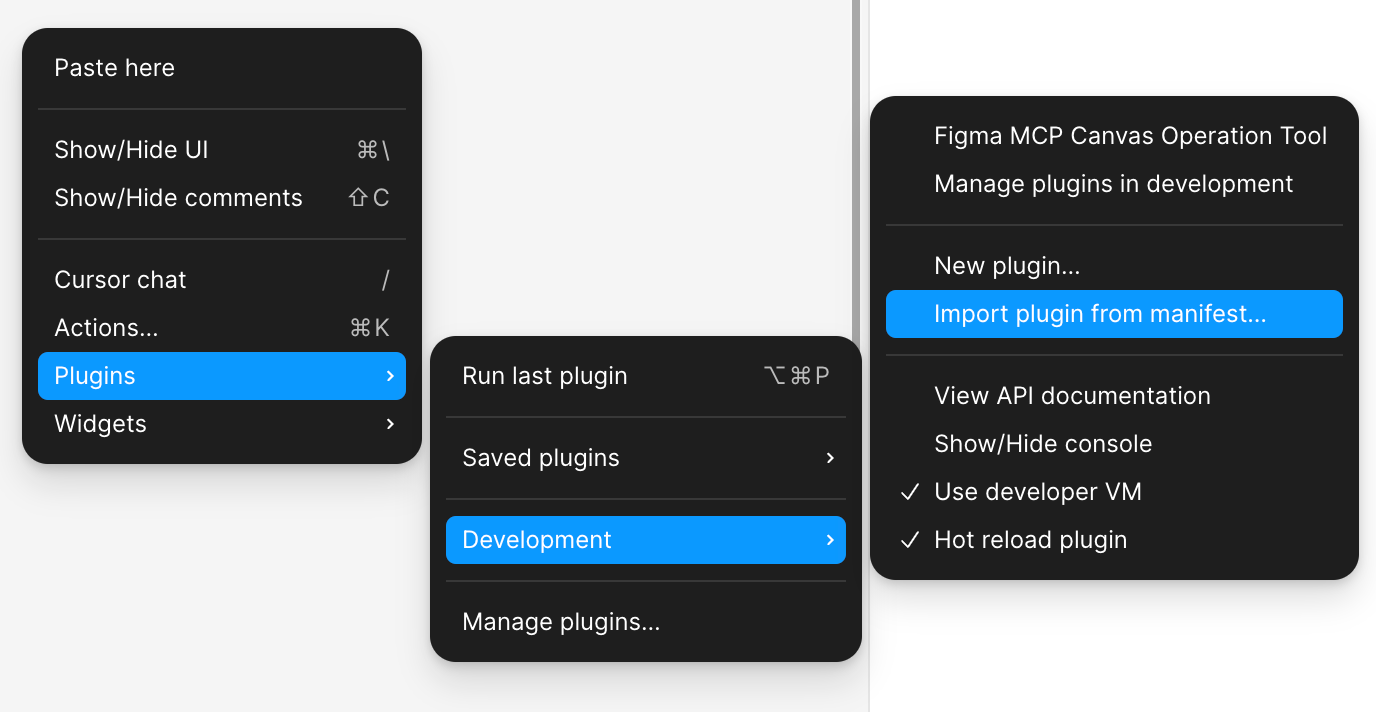 Paste here
Show/Hide UI ⌘\
Show/Hide comments ⇧C
Cursor chat /
Actions... ⌘K
Plugins
Widgets
Run last plugin ⌥⌘P
Saved plugins
Development
Manage plugins...
Figma MCP Canvas Operation Tool
Manage plugins in development
New plugin...
Import plugin from manifest...
View API documentation
Show/Hide console
Use developer VM
Hot reload plugin